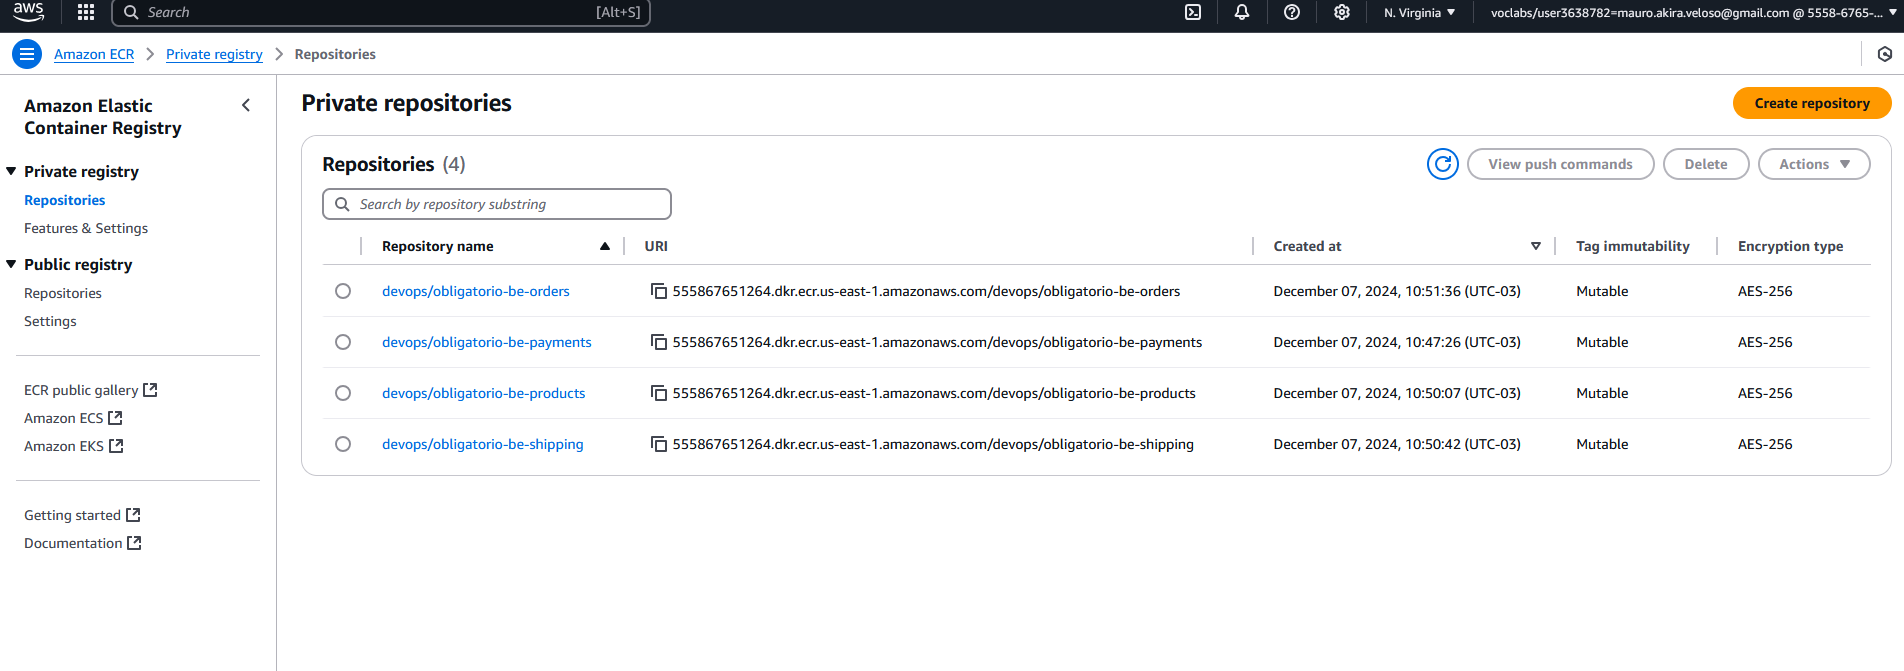 aws
Search [Alt+S]
N. Virginia
voclabs/user3638782=mauro.akira.veloso@gmail.com @ 5558-6765-...
Amazon ECR
Private registry
Repositories
Amazon Elastic
Container Registry
Private registry
Repositories
Features & Settings
Public registry
Repositories
Settings
ECR public gallery
Amazon ECS
Amazon EKS
Getting started
Documentation
Private repositories
Create repository
Repositories (4)
View push commands
Delete
Actions
Search by repository substring
Repository name URI Created at Tag immutability Encryption type
devops/obligatorio-be-orders 555867651264.dkr.ecr.us-east-1.amazonaws.com/devops/obligatorio-be-orders December 07, 2024, 10:51:36 (UTC-03) Mutable AES-256
devops/obligatorio-be-payments 555867651264.dkr.ecr.us-east-1.amazonaws.com/devops/obligatorio-be-payments December 07, 2024, 10:47:26 (UTC-03) Mutable AES-256
devops/obligatorio-be-products 555867651264.dkr.ecr.us-east-1.amazonaws.com/devops/obligatorio-be-products December 07, 2024, 10:50:07 (UTC-03) Mutable AES-256
devops/obligatorio-be-shipping 555867651264.dkr.ecr.us-east-1.amazonaws.com/devops/obligatorio-be-shipping December 07, 2024, 10:50:42 (UTC-03) Mutable AES-256